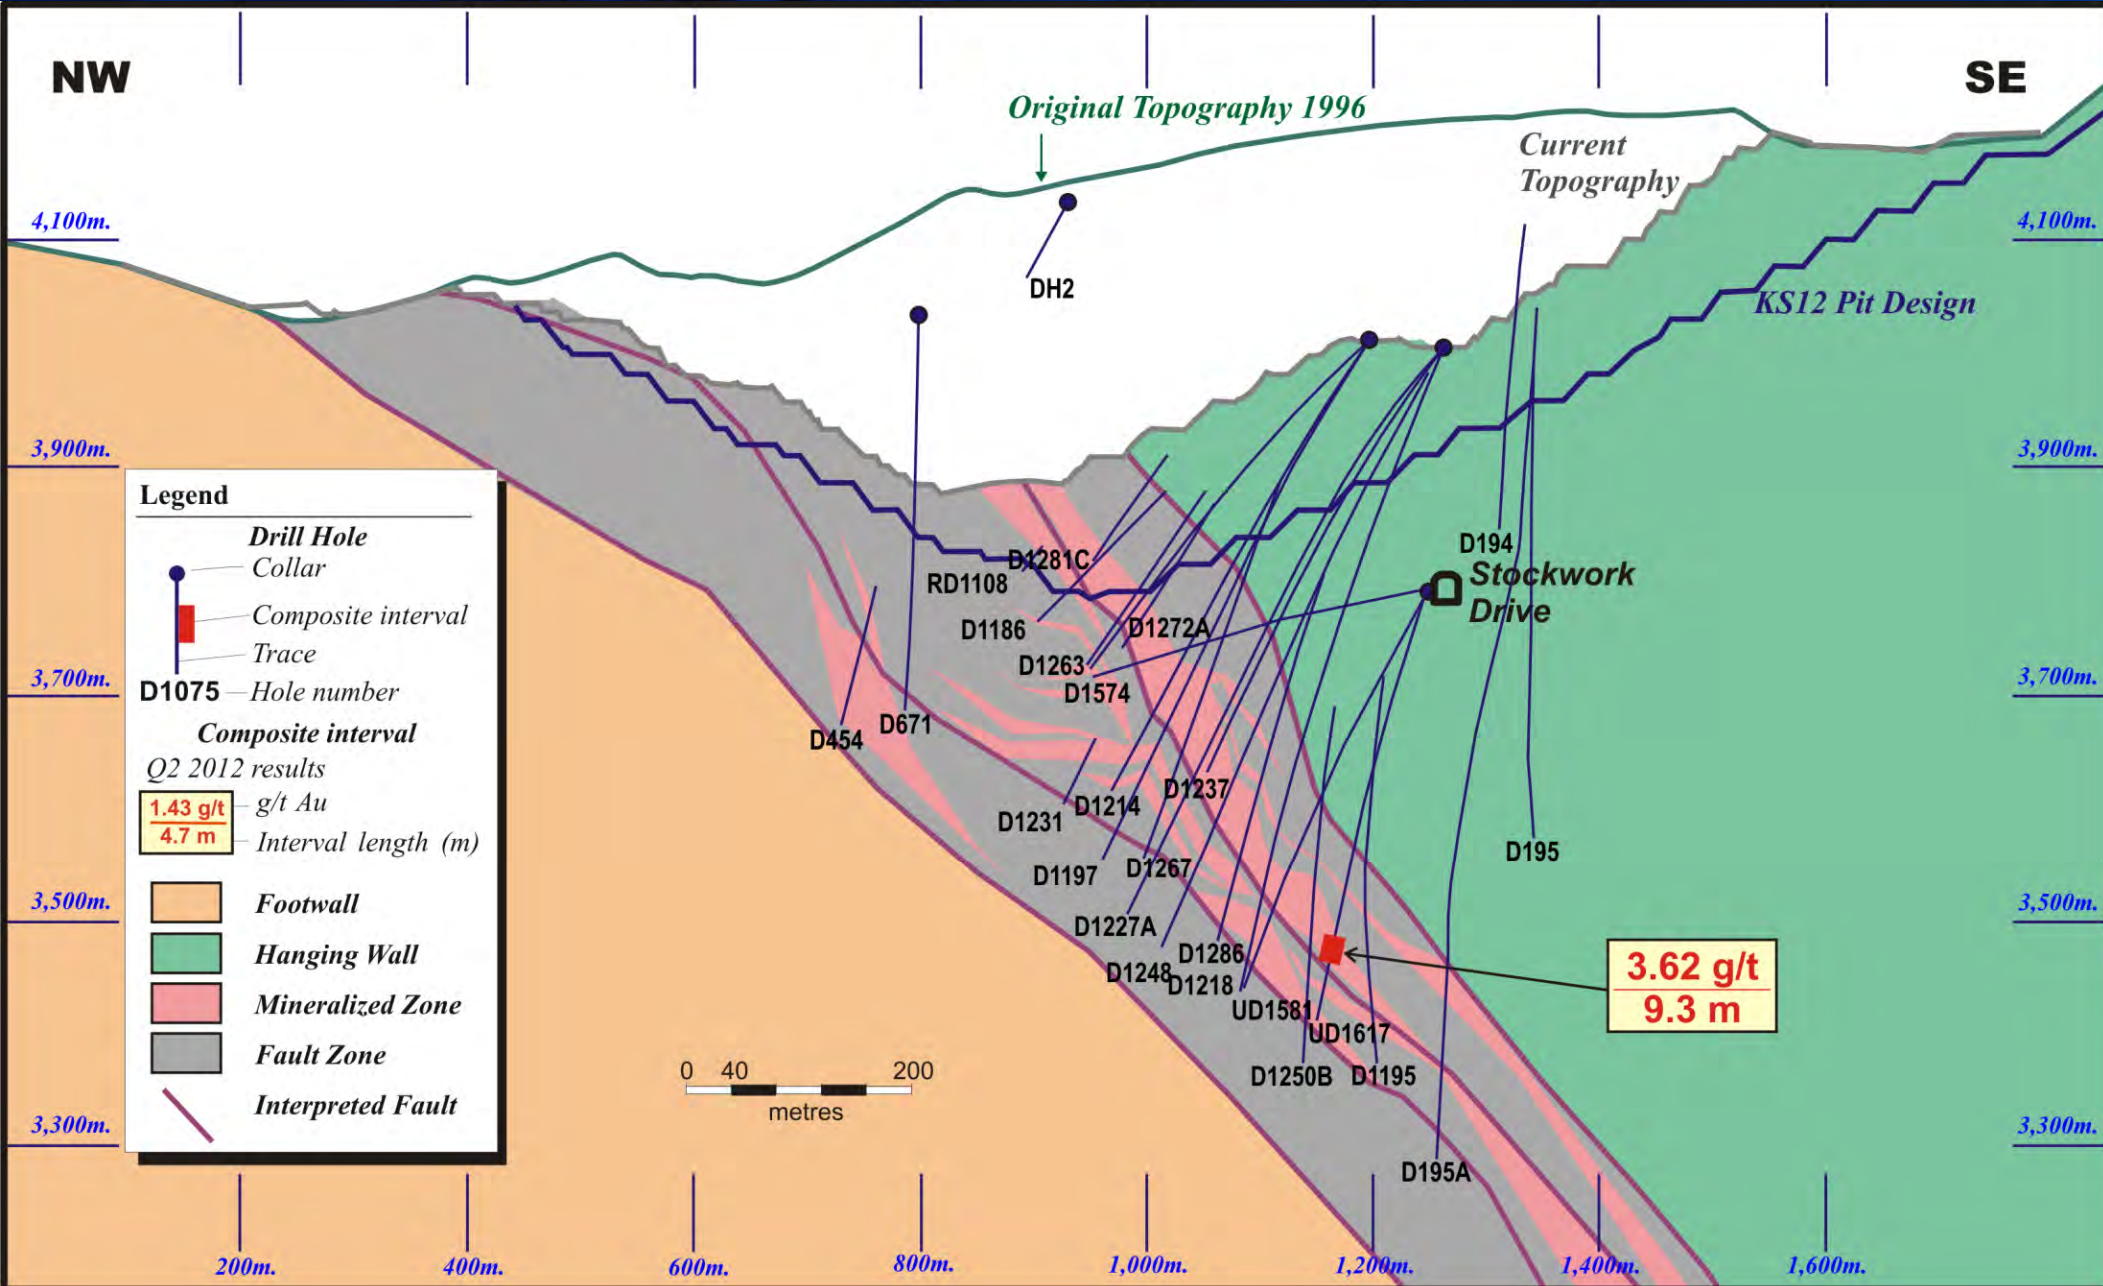 NW
SE
Original Topography 1996
Current
Topography
4,100m.
4,100m.
DH2
KS12 Pit Design
3,900m.
3,900m.
Legend
Drill Hole
Collar
Composite interval
Trace
D1075
Hole number
Composite interval
Q2 2012 results
1.43 g/t
4.7 m
g/t Au
Interval length (m)
Footwall
Hanging Wall
Mineralized Zone
Fault Zone
Interpreted Fault
D194
D1281C
RD1108
Stockwork
Drive
D1186
D1272A
D1263
D1574
3,700m.
3,700m.
D671
D454
D1237
D1214
D1231
D195
D1267
D1197
3,500m.
3,500m.
D1227A
D1286
D1248
D1218
UD1581
UD1617
3.62 g/t
9.3 m
D1250B
D1195
0 40 200
metres
3,300m.
3,300m.
D195A
200m.
400m.
600m.
800m.
1,000m.
1,200m.
1,400m.
1,600m.